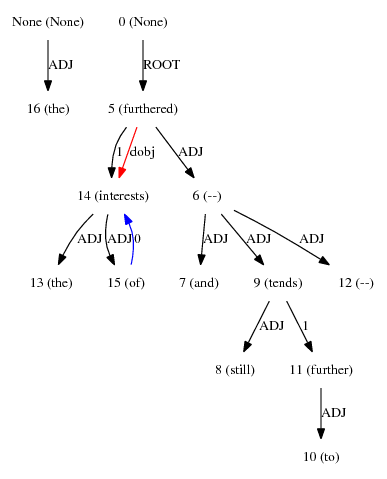 None (None) 0 (None)
ADJ ROOT
16 (the) 5 (furthered)
1 dobj ADJ
14 (interests) 6 (--)
ADJ ADJ 0 ADJ ADJ ADJ
13 (the) 15 (of) 7 (and) 9 (tends) 12 (--)
ADJ 1
8 (still) 11 (further)
ADJ
10 (to)